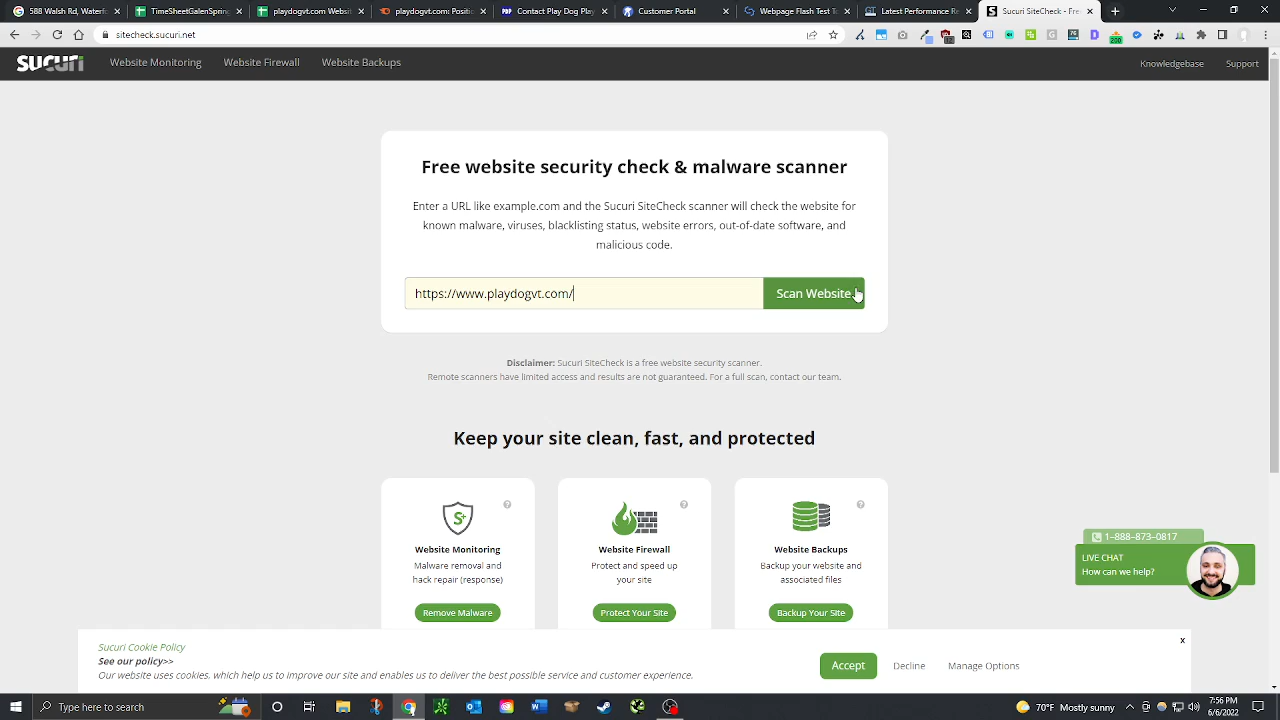 58B Walsh Rd, Waterfo
TimeSheetGalenSpring
playdogvt.com Websit
playdogvt.com: Positio
Contact Play Dog Play
Customer Portal
Webpage Flash Test To
Latest Performance Re
Sucuri SiteCheck - Fre
sitecheck.sucuri.net
SUCURi
Website Monitoring
Website Firewall
Website Backups
Knowledgebase
Support
Free website security check & malware scanner
Enter a URL like example.com and the Sucuri SiteCheck scanner will check the website for
known malware, viruses, blacklisting status, website errors, out-of-date software, and
malicious code.
https://www.playdogvt.com/
Scan Website
Disclaimer: Sucuri SiteCheck is a free website security scanner.
Remote scanners have limited access and results are not guaranteed. For a full scan, contact our team.
Keep your site clean, fast, and protected
Website Monitoring
Malware removal and
hack repair (response)
Remove Malware
Website Firewall
Protect and speed up
your site
Protect Your Site
Website Backups
Backup your website and
associated files
Backup Your Site
1-888-873-0817
LIVE CHAT
How can we help?
Sucuri Cookie Policy
See our policy>>
Our website uses cookies, which help us to improve our site and enables us to deliver the best possible service and customer experience.
Accept
Decline
Manage Options
x
Type here to search
70°F Mostly sunny
7:56 PM
6/6/2022